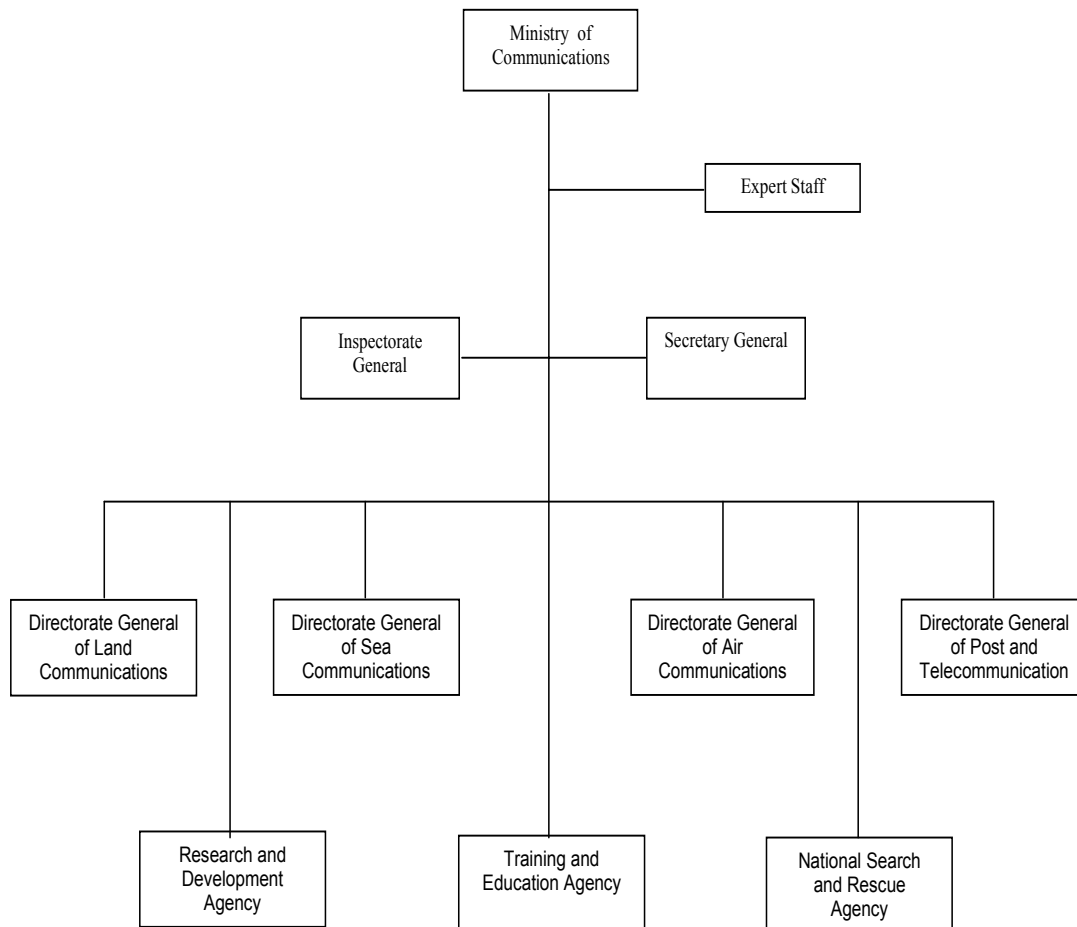 Ministry of
Communications
Expert Staff
Inspectorate
General
Secretary General
Directorate General
of Land
Communications
Directorate General
of Sea
Communications
Directorate General
of Air
Communications
Directorate General
of Post and
Telecommunication
Research and
Development
Agency
Training and
Education Agency
National Search
and Rescue
Agency